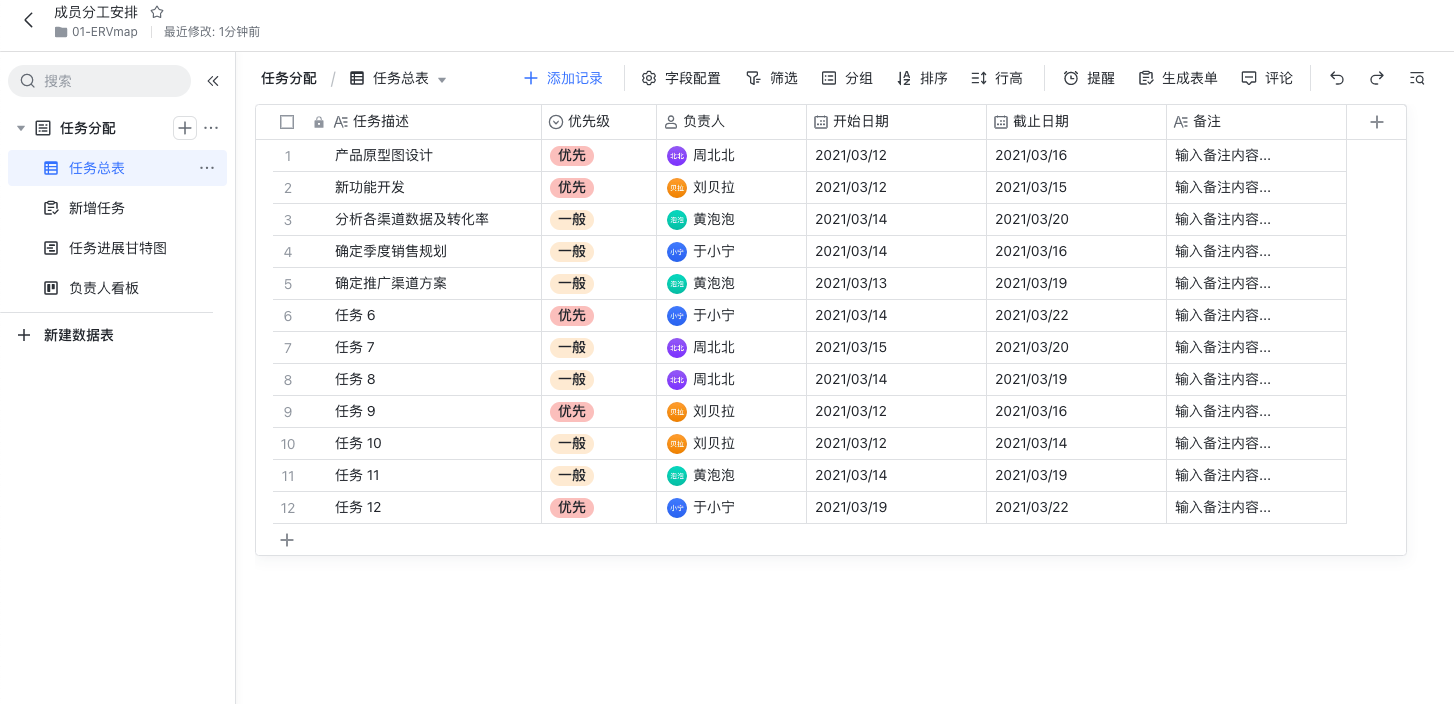 成员分工安排
01-ERVmap 最近修改: 1分钟前
搜索
任务分配
任务总表
新增任务
任务进展甘特图
负责人看板
新建数据表
任务分配 / 任务总表 添加记录 字段配置 筛选 分组 排序 行高 提醒 生成表单 评论
任务描述 优先级 负责人 开始日期 截止日期 备注
1 产品原型图设计 优先 北北 周北北 2021/03/12 2021/03/16 输入备注内容...
2 新功能开发 优先 贝拉 刘贝拉 2021/03/12 2021/03/15 输入备注内容...
3 分析各渠道数据及转化率 一般 泡泡 黄泡泡 2021/03/14 2021/03/20 输入备注内容...
4 确定季度销售规划 一般 小宁 于小宁 2021/03/14 2021/03/16 输入备注内容...
5 确定推广渠道方案 一般 泡泡 黄泡泡 2021/03/13 2021/03/19 输入备注内容...
6 任务 6 优先 小宁 于小宁 2021/03/14 2021/03/22 输入备注内容...
7 任务 7 一般 北北 周北北 2021/03/15 2021/03/20 输入备注内容...
8 任务 8 一般 北北 周北北 2021/03/14 2021/03/19 输入备注内容...
9 任务 9 优先 贝拉 刘贝拉 2021/03/12 2021/03/16 输入备注内容...
10 任务 10 一般 贝拉 刘贝拉 2021/03/12 2021/03/14 输入备注内容...
11 任务 11 一般 泡泡 黄泡泡 2021/03/14 2021/03/19 输入备注内容...
12 任务 12 优先 小宁 于小宁 2021/03/19 2021/03/22 输入备注内容...